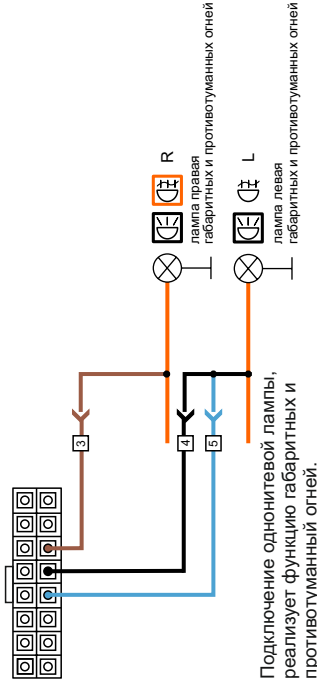 R
лампа правая
габаритных и противотуманных огней
L
лампа левая
габаритных и противотуманных огней
3
4
5
Подключение однонитевой лампы,
реализует функцию габаритных и
противотуманный огней.